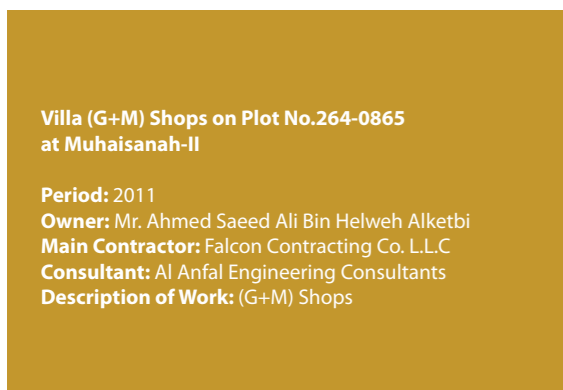 Villa (G+M) Shops on Plot No.264-0865
at Muhaisanah-II
Period: 2011
Owner: Mr. Ahmed Saeed Ali Bin Helweh Alketbi
Main Contractor: Falcon Contracting Co. L.L.C
Consultant: Al Anfal Engineering Consultants
Description of Work: (G+M) Shops